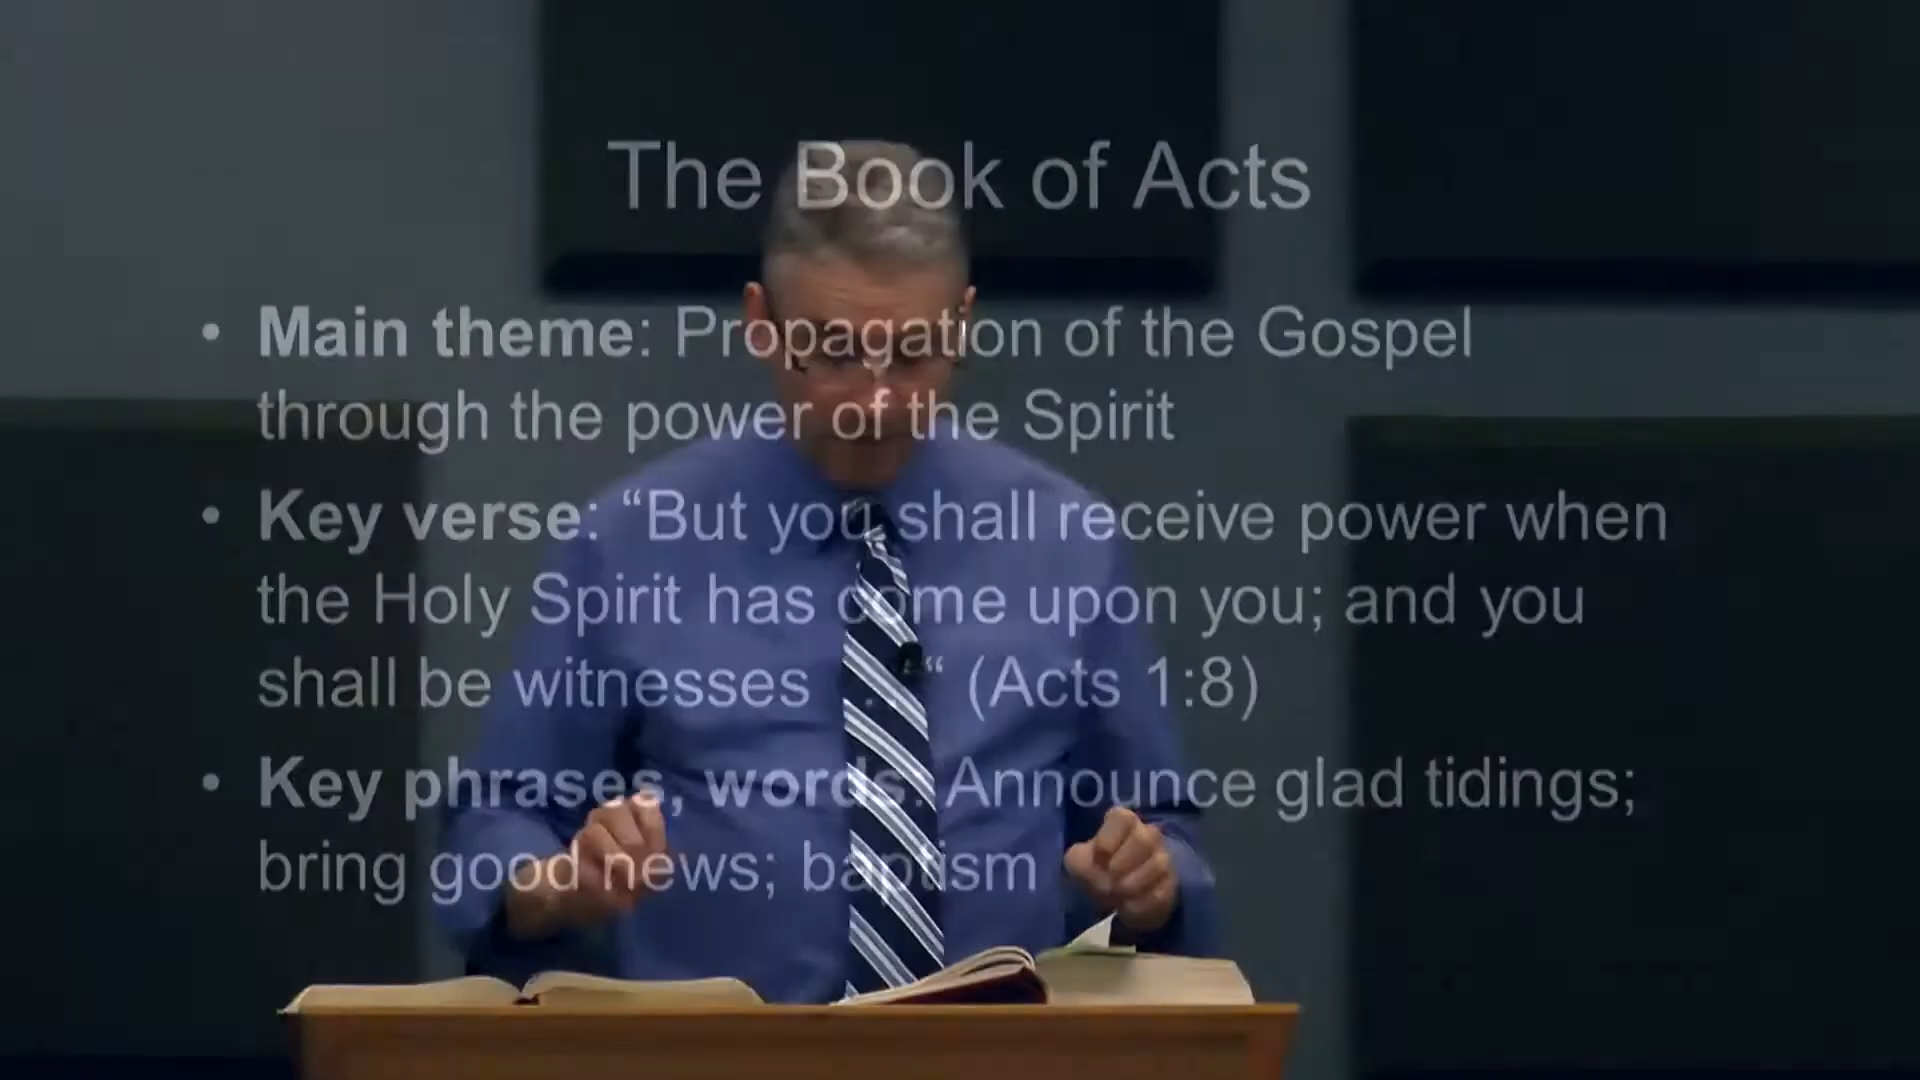 The Book of Acts
• Main theme: Propagation of the Gospel
through the power of the Spirit
• Key verse: “But you shall receive power when
the Holy Spirit has come upon you; and you
shall be witnesses . . .“ (Acts 1:8)
• Key phrases, words: Announce glad tidings;
bring good news; baptism